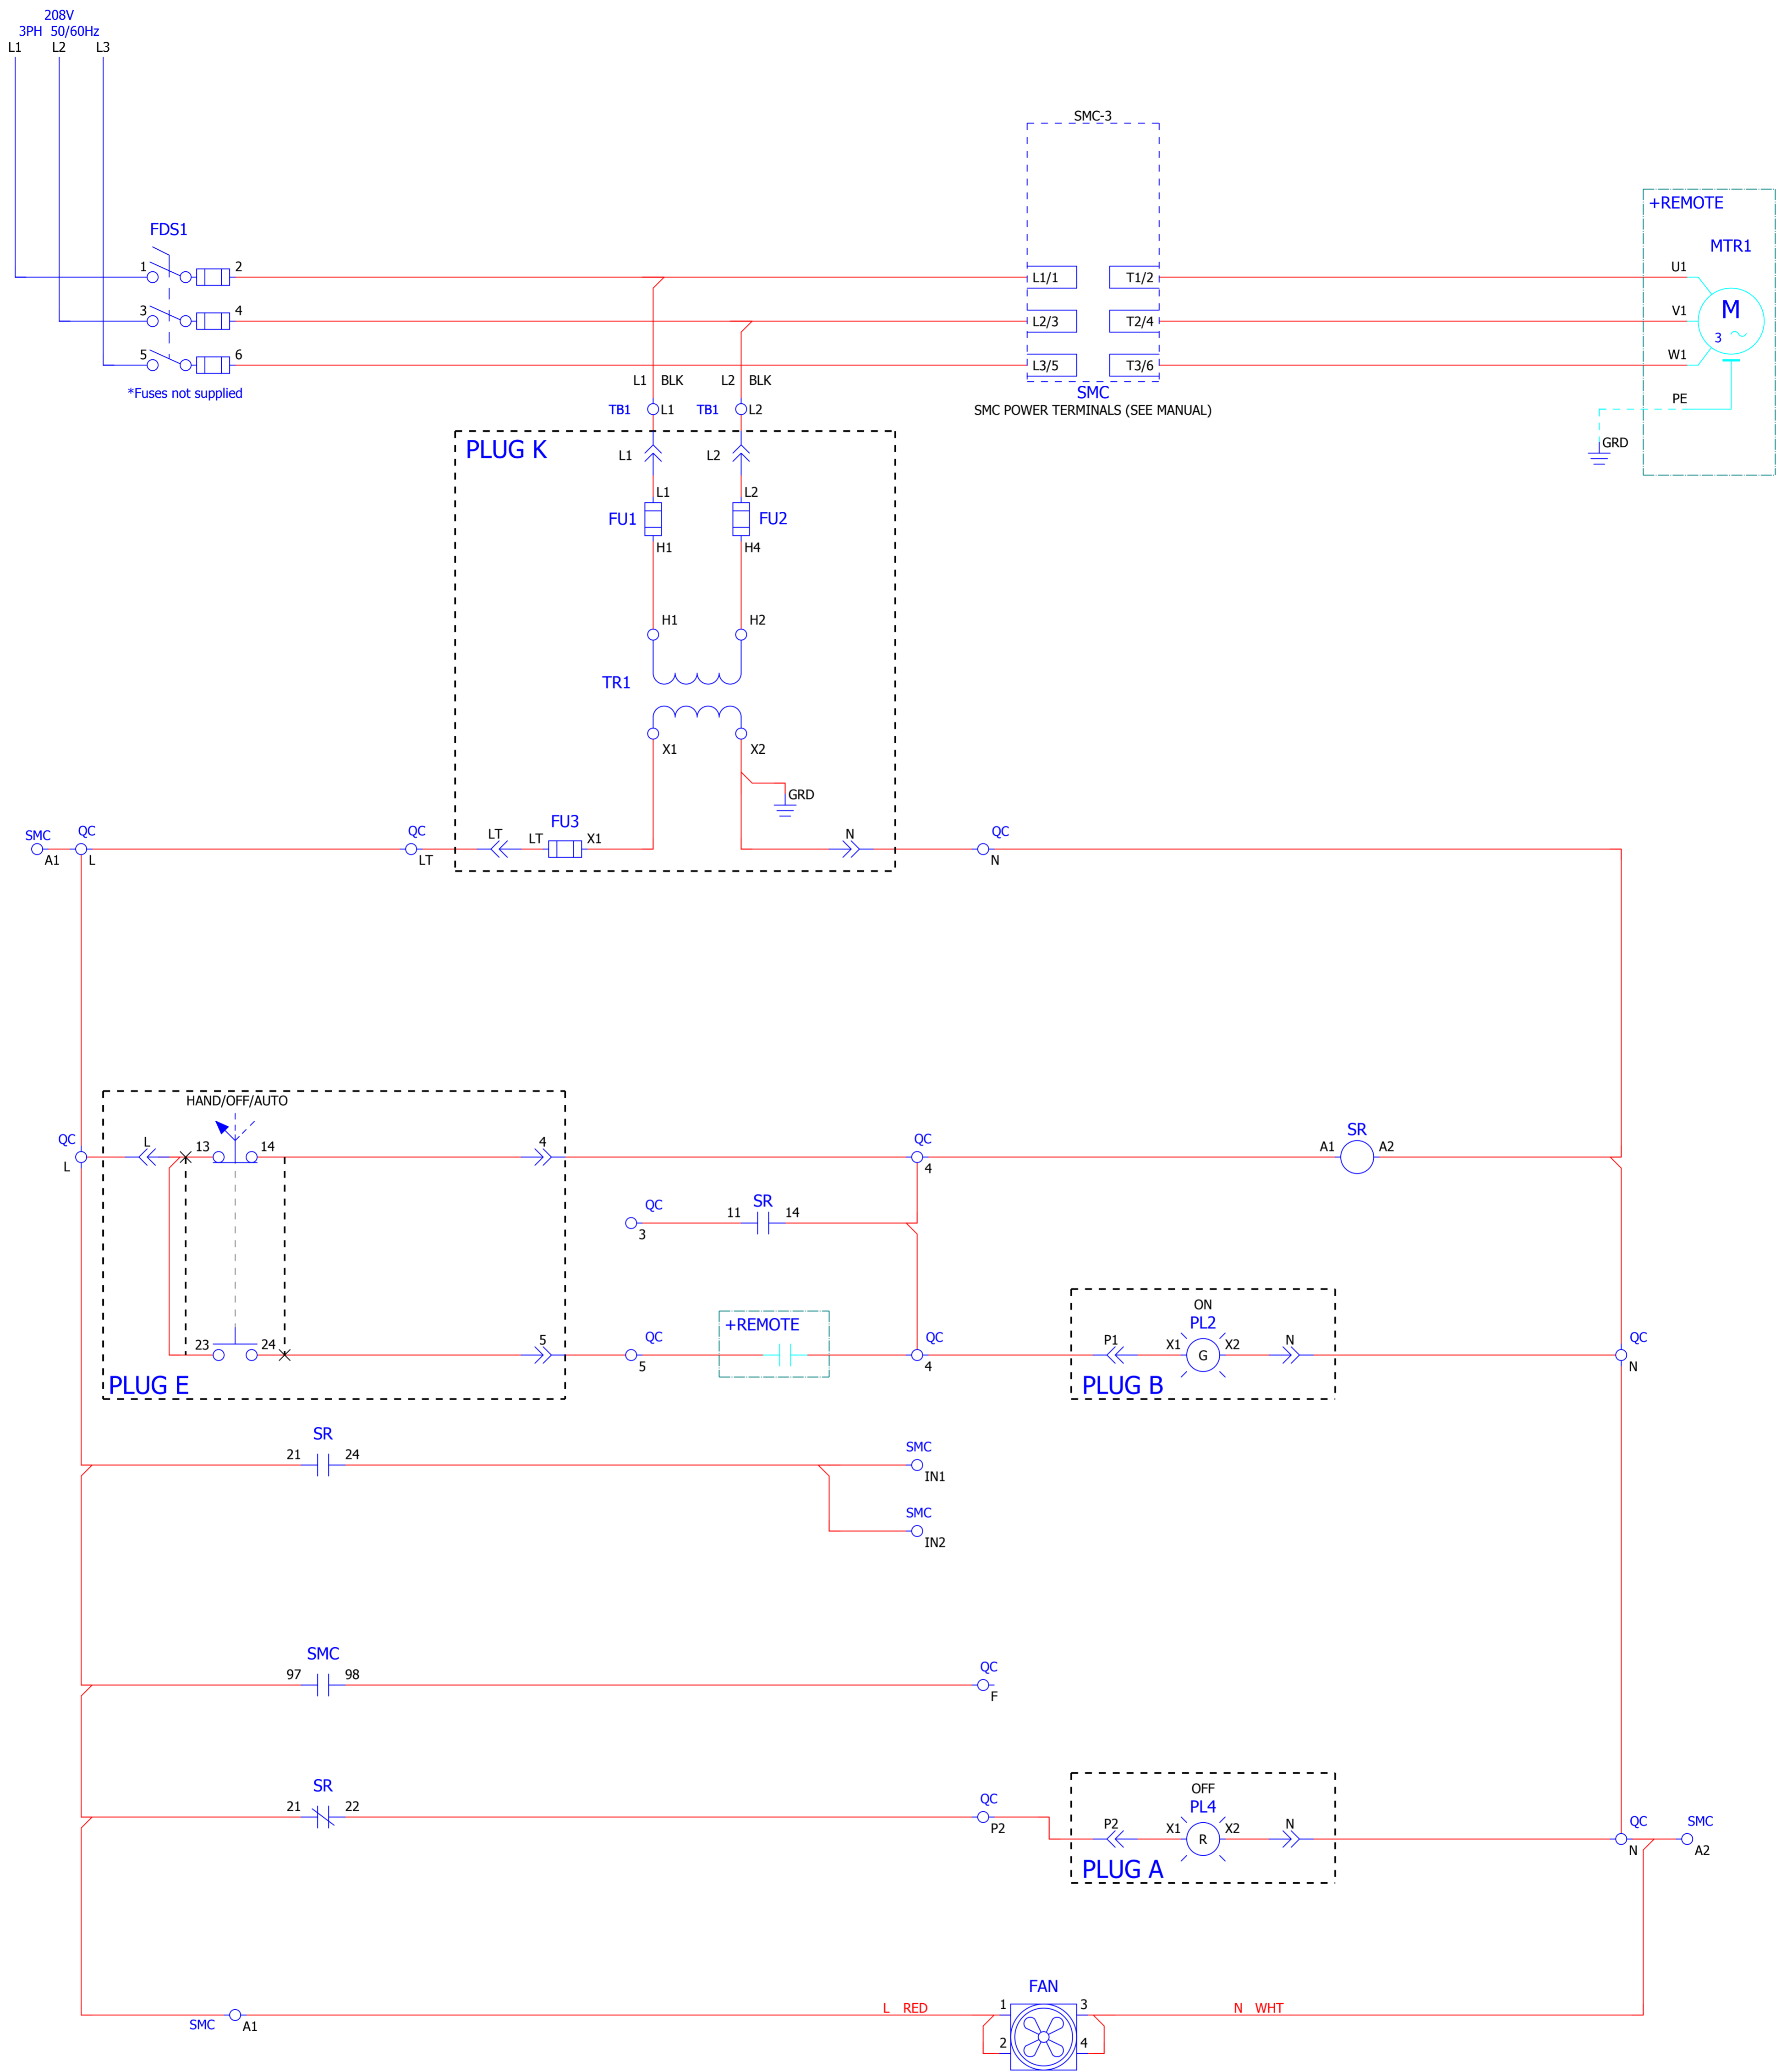 208V
3PH 50/60Hz
L1 L2 L3
SMC-3
+REMOTE
FDS1
MTR1
1 2 L1/1 T1/2 U1
3 4 L2/3 T2/4 V1 M
3
5 6 L3/5 T3/6 W1
*Fuses not supplied
L1 BLK L2 BLK
SMC
PE
TB1 L1 TB1 L2
SMC POWER TERMINALS (SEE MANUAL)
PLUG K
L1 L2
GRD
L1 L2
FU1 FU2
H1 H4
H1 H2
TR1
X1 X2
GRD
SMC QC QC LT LT FU3 X1 N QC
A1 L LT N
HAND/OFF/AUTO
QC L 13 14 4 QC SR
L 4 A1 A2
QC 11 SR 14
3
+REMOTE
ON
PL2
23 24 5 QC QC P1 X1 G X2 N QC
5 4 N
PLUG E
PLUG B
SR
21 24 SMC
IN1
SMC
IN2
SMC
97 98 QC
F
SR
21 22 QC
P2
OFF
PL4
P2 X1 R X2 N QC SMC
N A2
PLUG A
FAN
L RED 1 3 N WHT
SMC A1
2 4